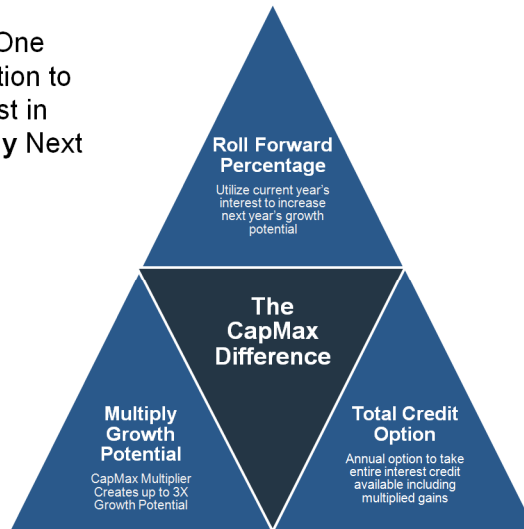 One
tion to
st in
y Next
Roll Forward
Percentage
Utilize current year's
interest to increase
next year's growth
potential
The
CapMax
Difference
Multiply
Growth
Potential
CapMax Multiplier
Creates up to 3X
Growth Potential
Total Credit
Option
Annual option to take
entire interest credit
available including
multiplied gains